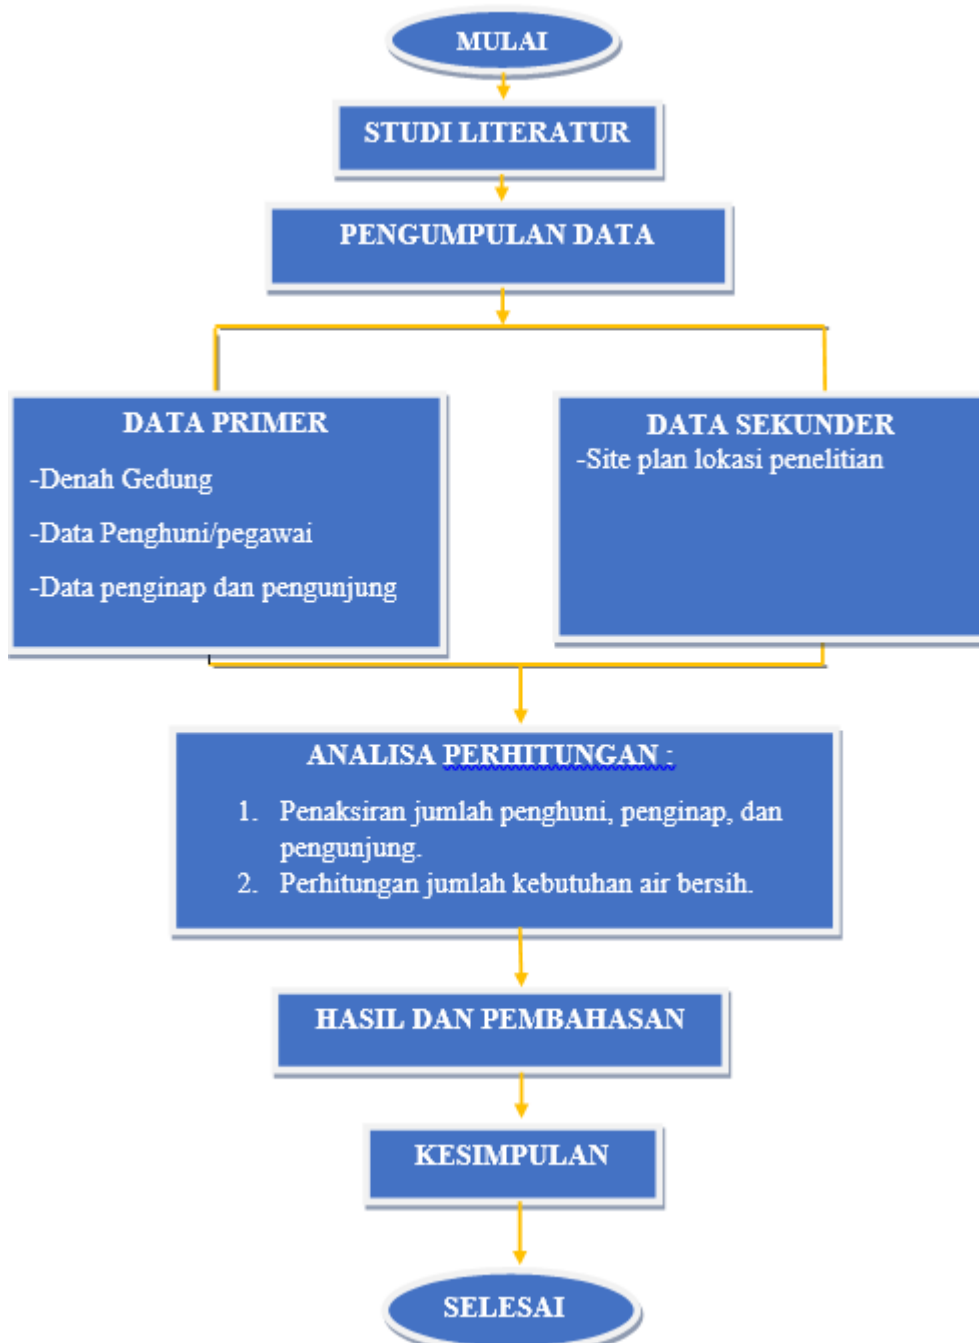 MULAI
STUDI LITERATUR
PENGUMPULAN DATA
DATA PRIMER
-Denah Gedung
-Data Penghuni/pegawai
-Data penginap dan pengunjung
DATA SEKUNDER
-Site plan lokasi penelitian
ANALISA PERHITUNGAN :
1. Penaksiran jumlah penghuni, penginap, dan
pengunjung.
2. Perhitungan jumlah kebutuhan air bersih.
HASIL DAN PEMBAHASAN
KESIMPULAN
SELESAI